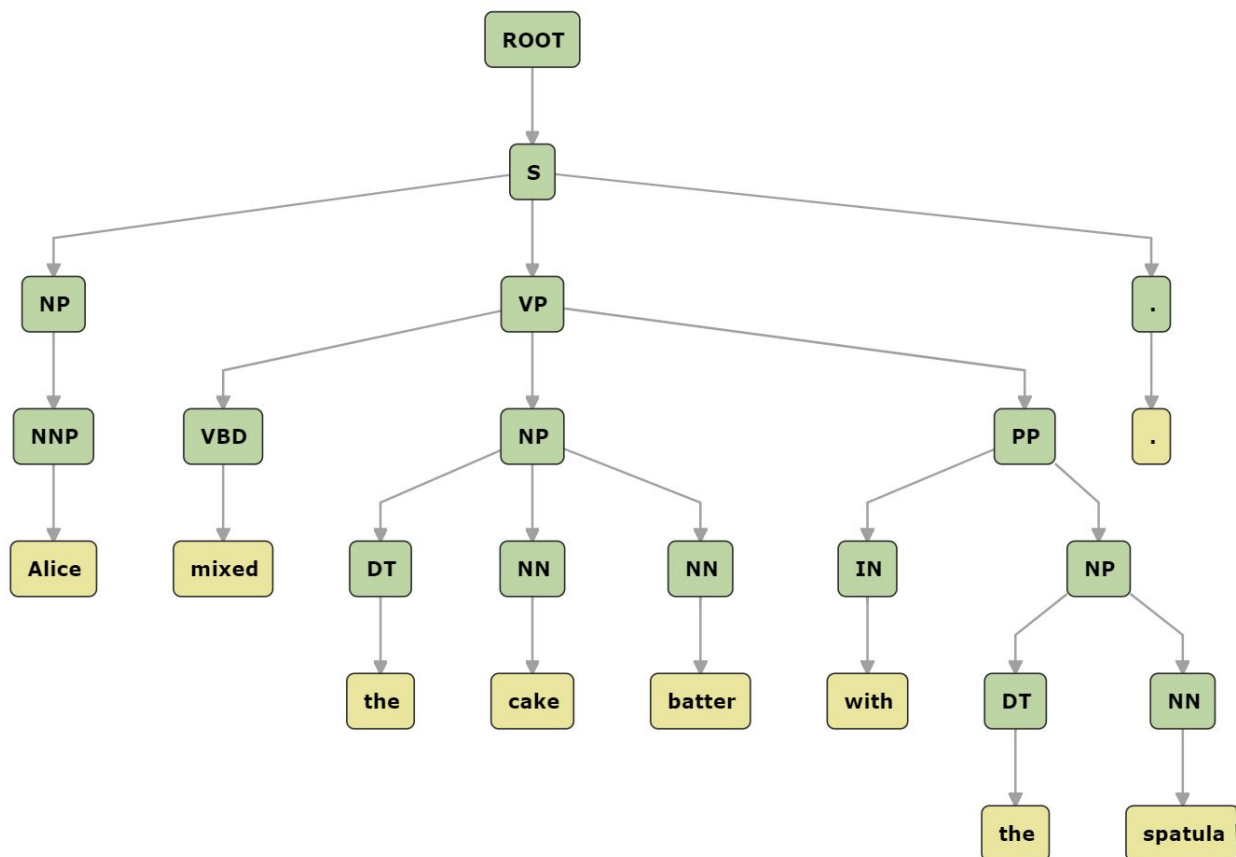 ROOT
S
NP VP .
NNP VBD NP PP .
Alice mixed DT NN NN IN NP
the cake batter with DT NN
the spatula